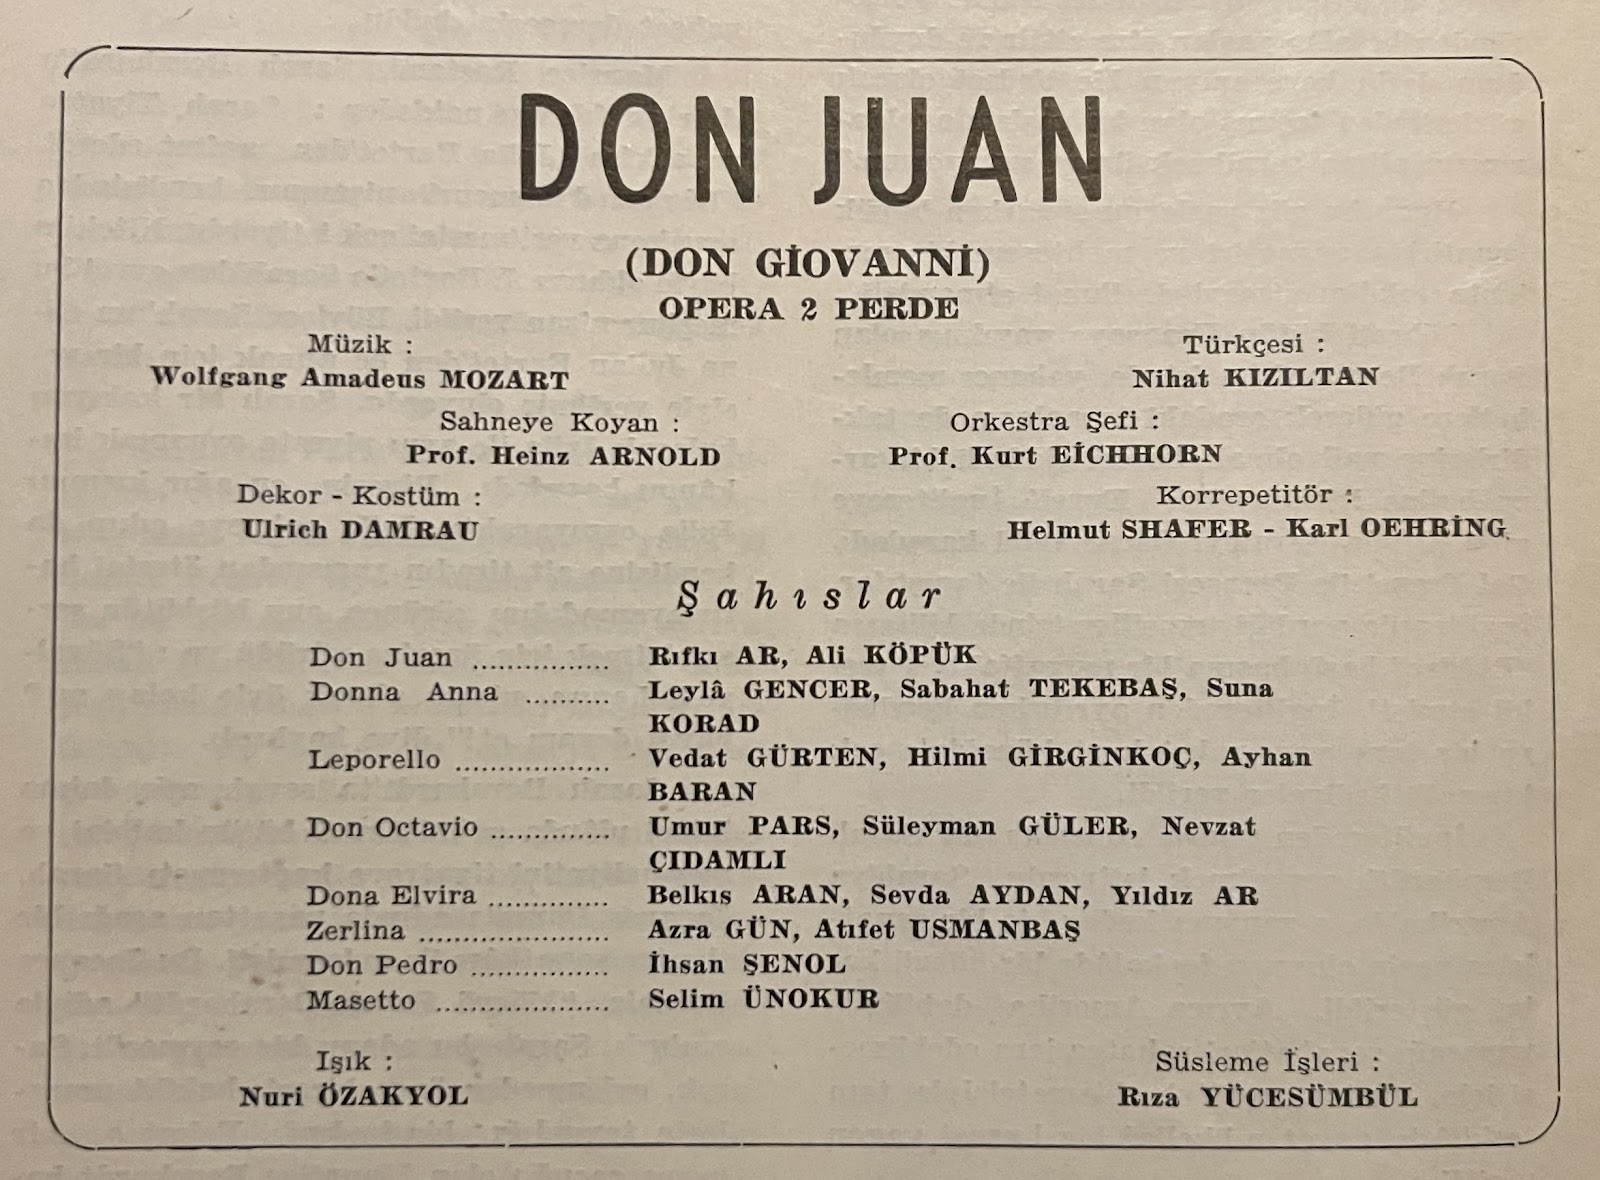 DON JUAN
(DON GİOVANNİ)
OPERA 2 PERDE
Müzik :
Wolfgang Amadeus MOZART
Türkçesi :
Nihat KIZILTAN
Sahneye Koyan :
Prof. Heinz ARNOLD
Orkestra Şefi :
Prof. Kurt EİCHHORN
Dekor - Kostüm :
Ulrich DAMRAU
Korrepetitör :
Helmut SHAFER - Karl OEHRİNG
Şahıslar
Don Juan ................ Rıfkı AR, Ali KÖPÜK
Donna Anna .......... Leylâ GENCER, Sabahat TEKEBAŞ, Suna
KORAD
Leporello .................. Vedat GÜRTEN, Hilmi GİRGİNKOÇ, Ayhan
BARAN
Don Octavio .............. Umur PARS, Süleyman GÜLER, Nevzat
ÇIDAMLI
Dona Elvira .............. Belkıs ARAN, Sevda AYDAN, Yıldız AR
Zerlina ...................... Azra GÜN, Atıfet USMANBAŞ
Don Pedro ................ İhsan ŞENOL
Masetto .................... Selim ÜNOKUR
Işık :
Nuri ÖZAKYOL
Süsleme İşleri :
Rıza YÜCESÜMBÜL